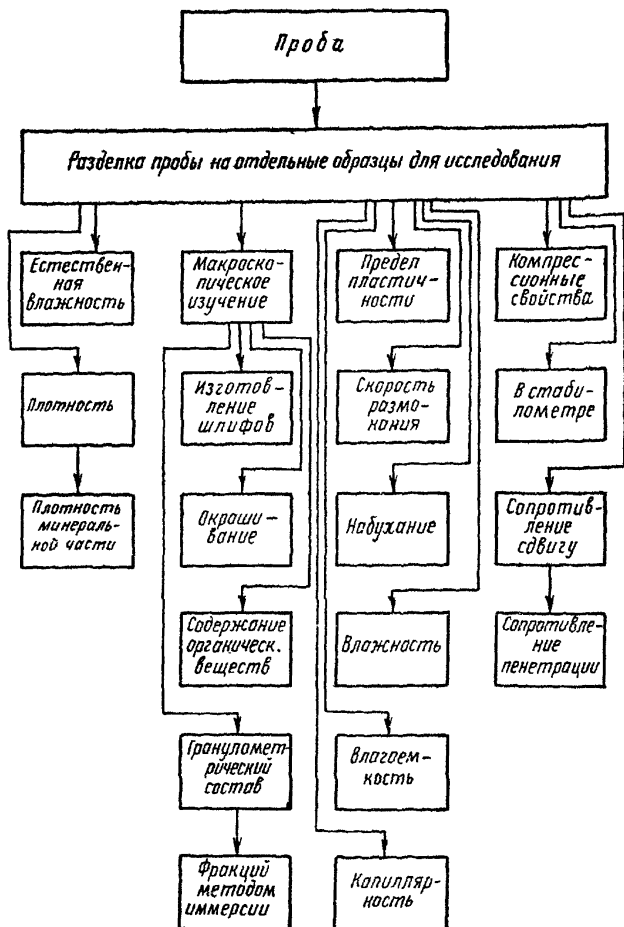 Проба
Разделка пробы на отдельные образцы для исследования
Естествен-
ная
влажность
Плотность
Плотность
минераль-
ной части
Макроско-
пическое
изучение
Изготов-
ление
шлифов
Окраши-
вание
Содержание
органическ.
веществ
Грануломет-
рический
состав
Фракций
методом
иммерсии
Предел
пластич-
ности
Скорость
размо-
кания
Набухание
Влажность
Влагоем-
кость
Капилляр-
ность
Компрес-
сионные
свойства
В стаби-
лометре
Сопротив-
ление
сдвигу
Сопротивле-
ние
пенетрации